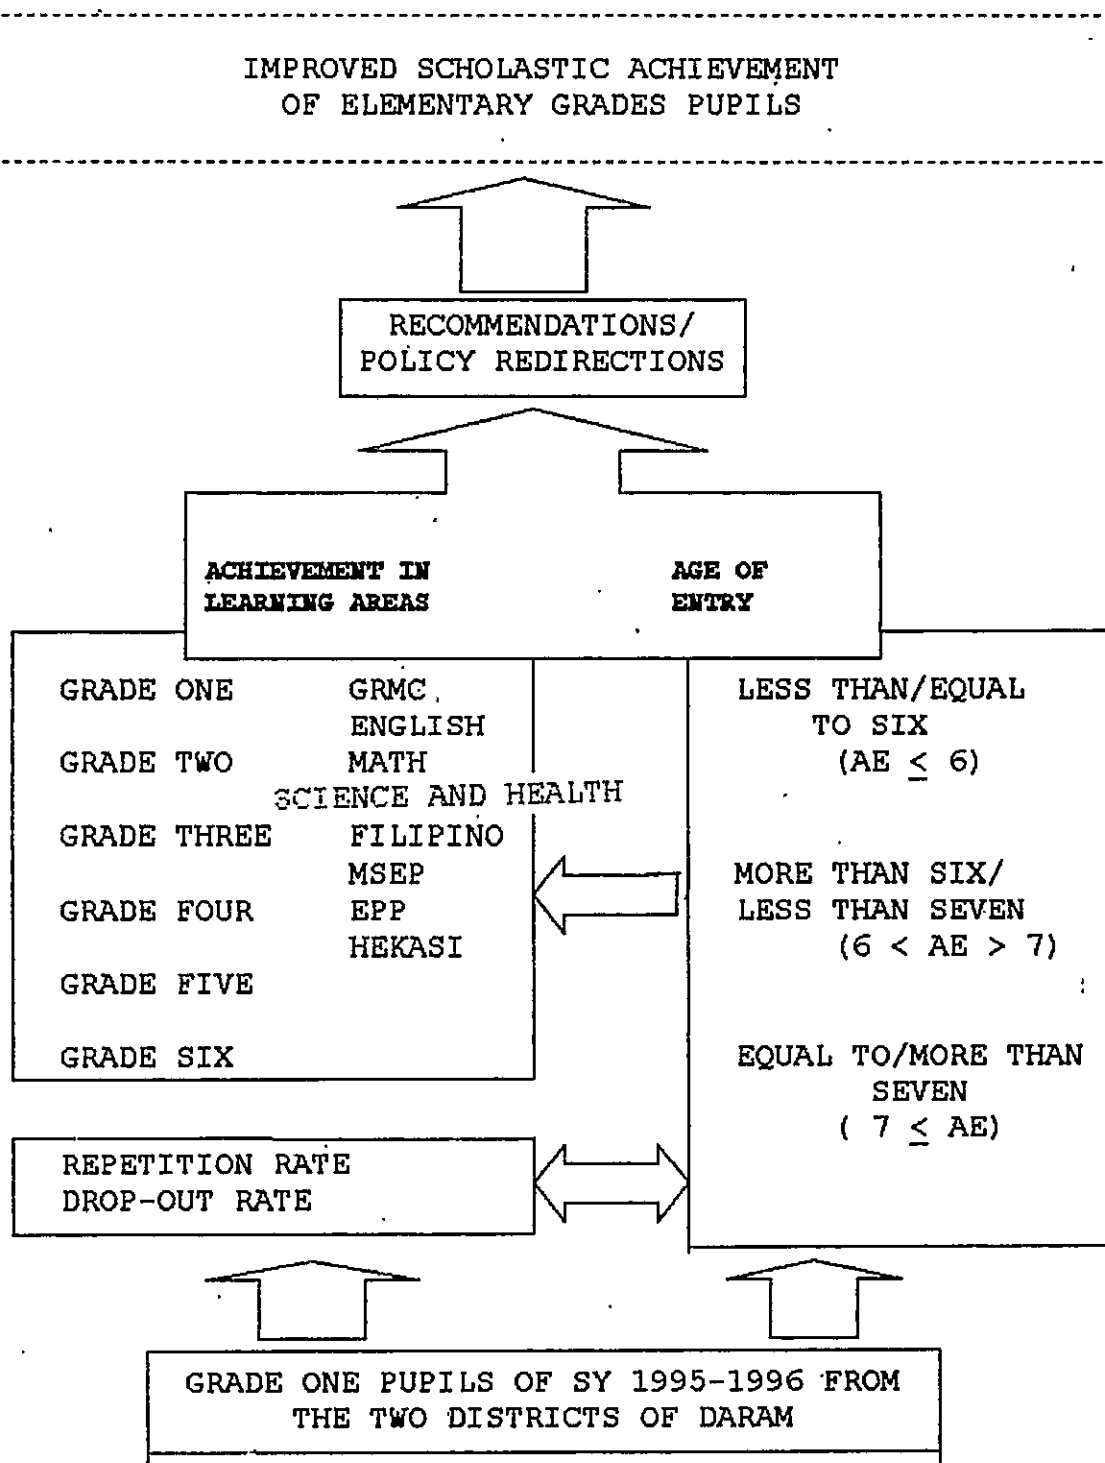 IMPROVED SCHOLASTIC ACHIEVEMENT
OF ELEMENTARY GRADES PUPILS
RECOMMENDATIONS/
POLICY REDIRECTIONS
ACHIEVEMENT IN
LEARNING AREAS
AGE OF
ENTRY
GRADE ONE GRMC
ENGLISH
GRADE TWO MATH
SCIENCE AND HEALTH
GRADE THREE FILIPINO
MSEP
GRADE FOUR EPP
HEKASI
GRADE FIVE
GRADE SIX
LESS THAN/EQUAL
TO SIX
(AE ≤ 6)
MORE THAN SIX/
LESS THAN SEVEN
(6 < AE > 7)
EQUAL TO/MORE THAN
SEVEN
( 7 ≤ AE)
REPETITION RATE
DROP-OUT RATE
GRADE ONE PUPILS OF SY 1995-1996 FROM
THE TWO DISTRICTS OF DARAM